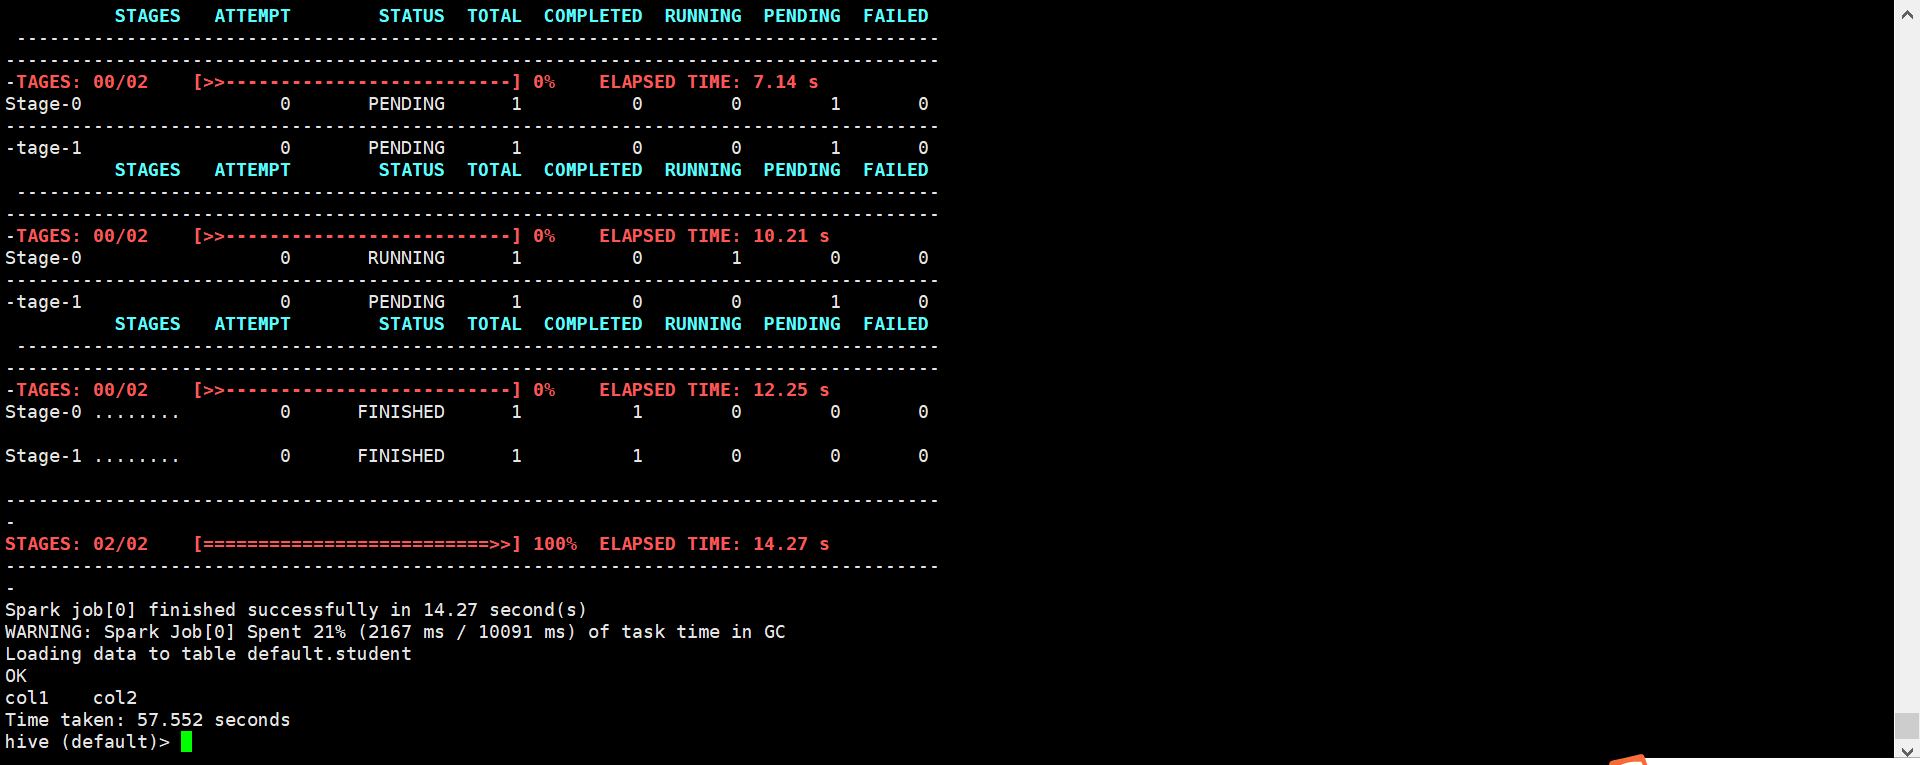 STAGES   ATTEMPT        STATUS  TOTAL  COMPLETED  RUNNING  PENDING  FAILED
--------------------------------------------------------------------------------------
--------------------------------------------------------------------------------------
-TAGES: 00/02    [>>--------------------------] 0%    ELAPSED TIME: 7.14 s
Stage-0                  0       PENDING      1          0        0        1       0
--------------------------------------------------------------------------------------
-tage-1                  0       PENDING      1          0        0        1       0
STAGES   ATTEMPT        STATUS  TOTAL  COMPLETED  RUNNING  PENDING  FAILED
--------------------------------------------------------------------------------------
--------------------------------------------------------------------------------------
-TAGES: 00/02    [>>--------------------------] 0%    ELAPSED TIME: 10.21 s
Stage-0                  0       RUNNING      1          0        1        0       0
--------------------------------------------------------------------------------------
-tage-1                  0       PENDING      1          0        0        1       0
STAGES   ATTEMPT        STATUS  TOTAL  COMPLETED  RUNNING  PENDING  FAILED
--------------------------------------------------------------------------------------
--------------------------------------------------------------------------------------
-TAGES: 00/02    [>>--------------------------] 0%    ELAPSED TIME: 12.25 s
Stage-0 ........         0      FINISHED      1          1        0        0       0
Stage-1 ........         0      FINISHED      1          1        0        0       0
--------------------------------------------------------------------------------------
-
STAGES: 02/02    [==========================>>] 100%  ELAPSED TIME: 14.27 s
--------------------------------------------------------------------------------------
-
Spark job[0] finished successfully in 14.27 second(s)
WARNING: Spark Job[0] Spent 21% (2167 ms / 10091 ms) of task time in GC
Loading data to table default.student
OK
col1    col2
Time taken: 57.552 seconds
hive (default)>